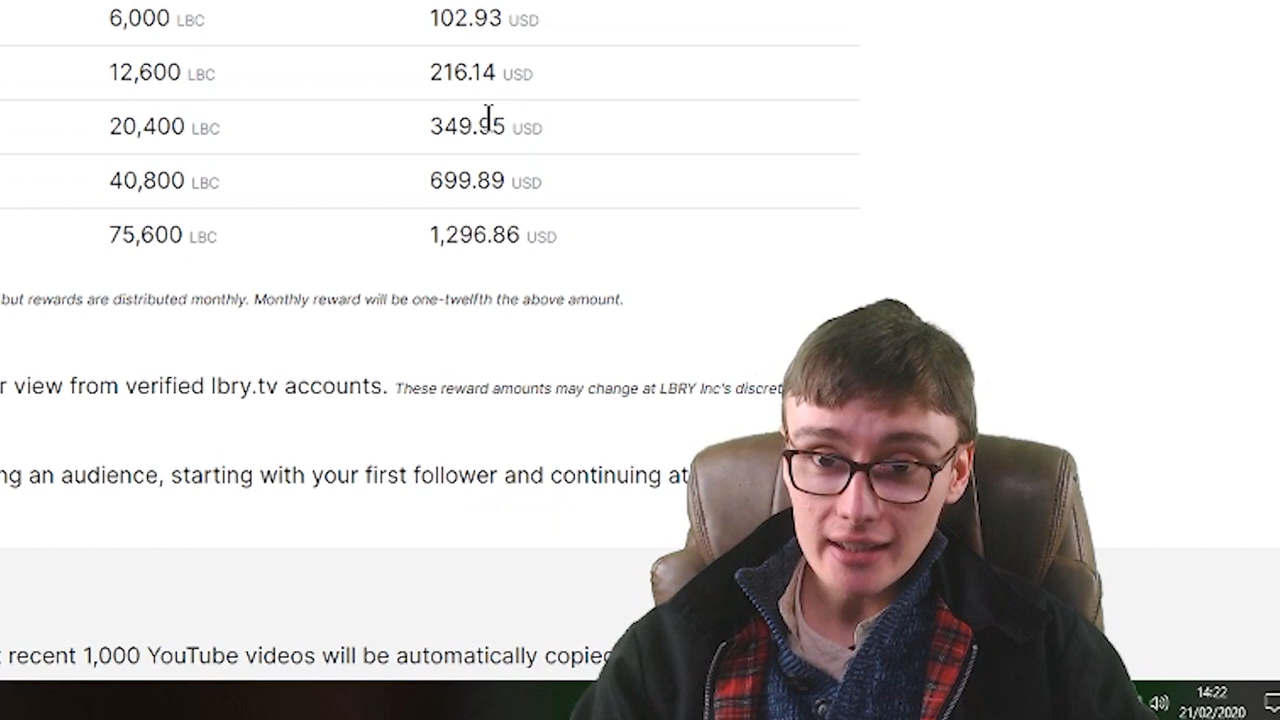 6,000 LBC 102.93 USD
12,600 LBC 216.14 USD
20,400 LBC 349.95 USD
40,800 LBC 699.89 USD
75,600 LBC 1,296.86 USD
but rewards are distributed monthly. Monthly reward will be one-twelfth the above amount.
r view from verified lbry.tv accounts. These reward amounts may change at LBRY Inc's discret
ng an audience, starting with your first follower and continuing at
t recent 1,000 YouTube videos will be automatically copied
14:22
21/02/2020